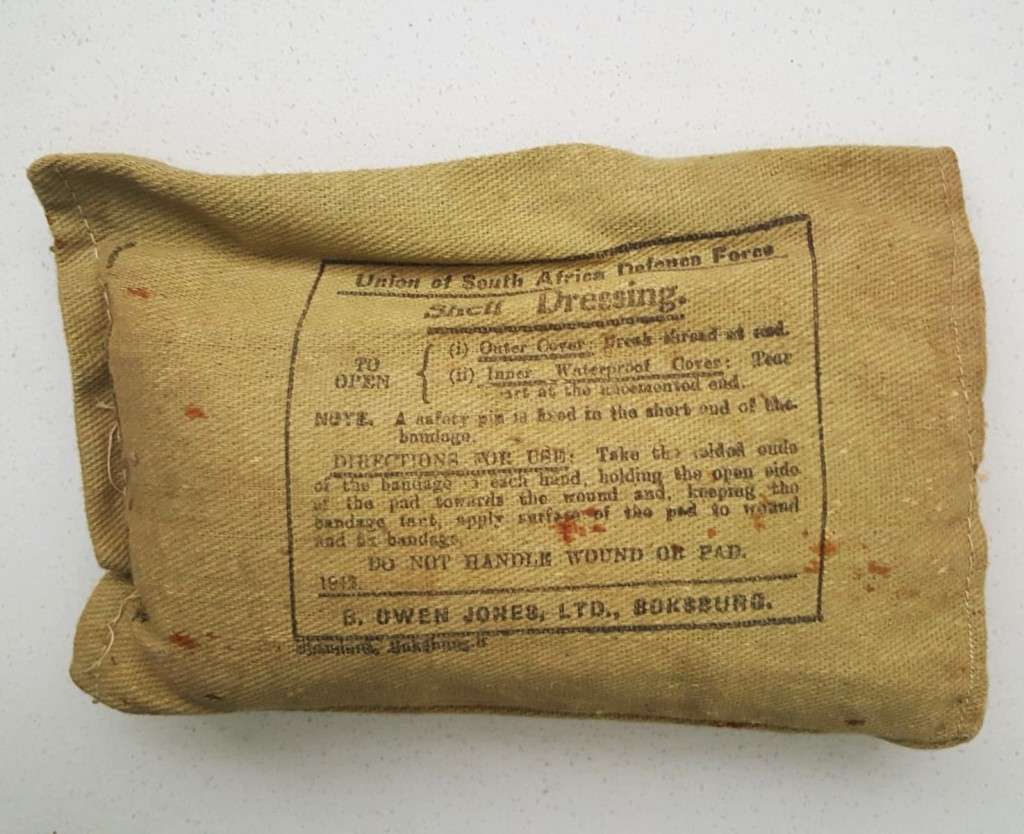 Union of South Africa Defence Force
Shell Dressing.
TO OPEN
(i) Outer Cover: Break thread at end.
(ii) Inner Waterproof Cover: Tear
at the uncemented end.
NOTE. A safety pin is fixed in the short end of the
bandage.
DIRECTIONS FOR USE: Take the folded ends
of the bandage in each hand, holding the open side
of the pad towards the wound and, keeping the
bandage taut, apply surface of the pad to wound
and fix bandage.
DO NOT HANDLE WOUND OR PAD.
B. OWEN JONES, LTD., BOKSBURG.